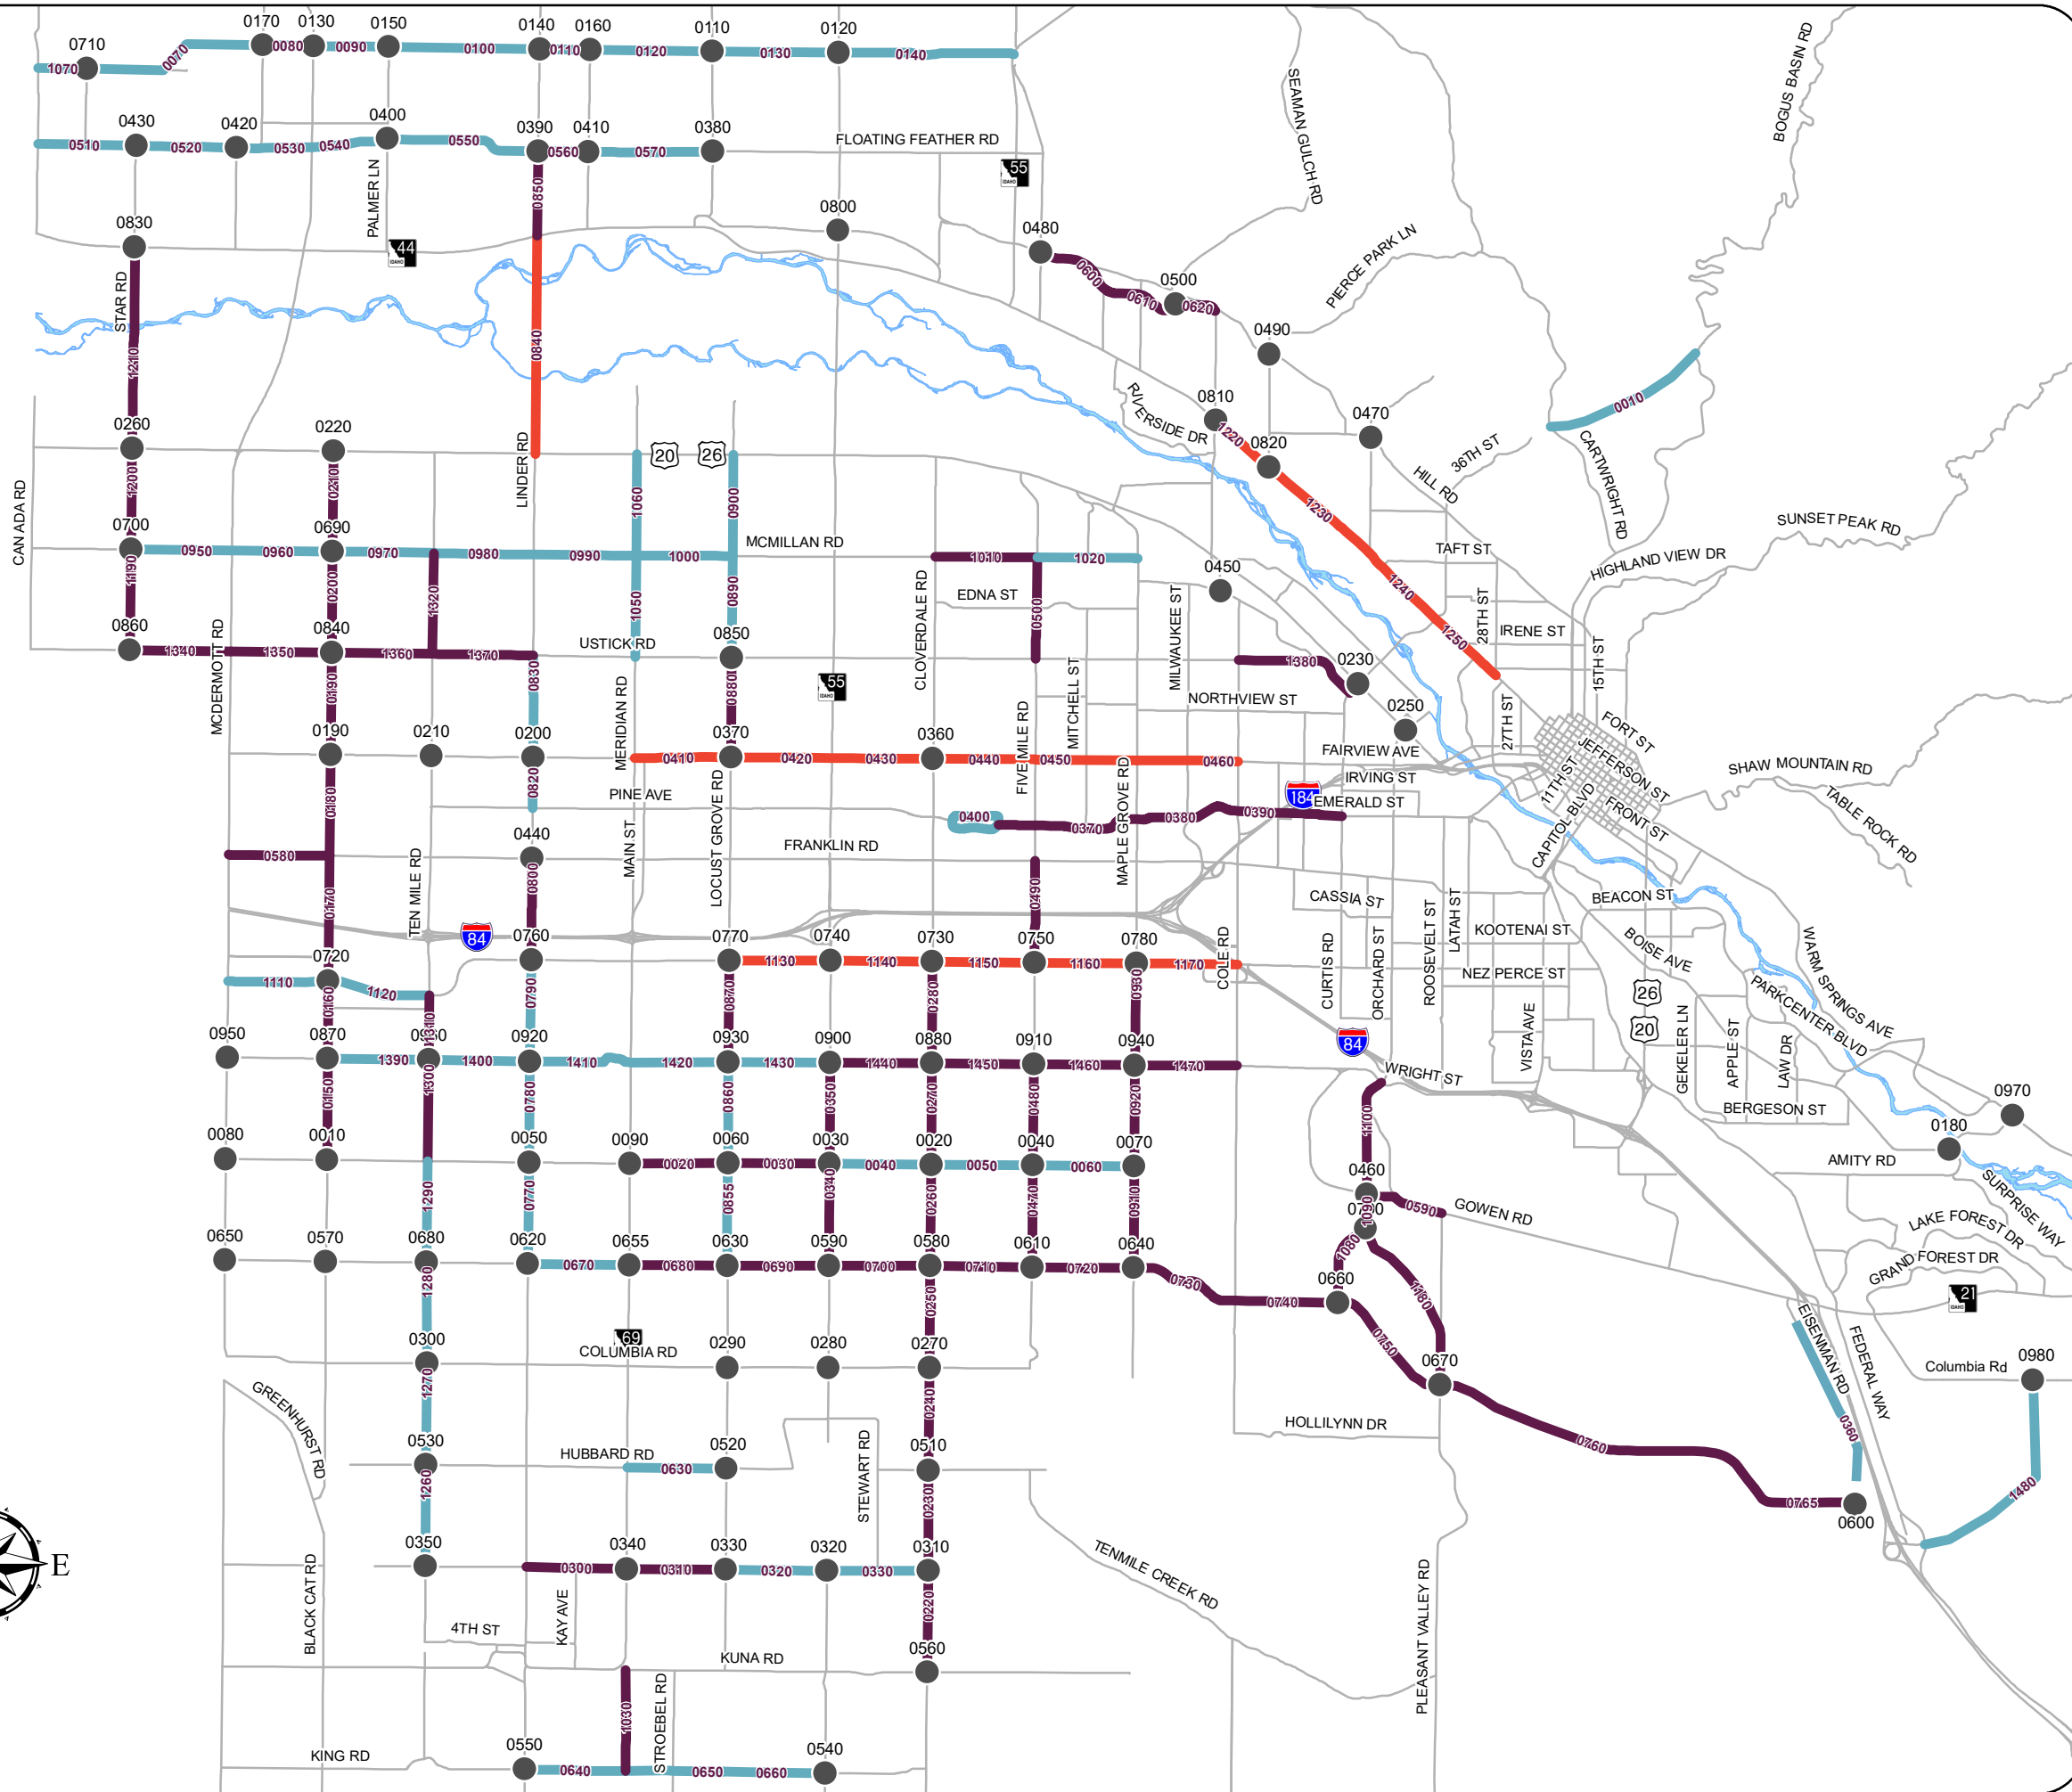 0170 0130 0150 0140 0160 0110 0120
0710
1070 0070 0080 0090 0100 0110 0120 0130 0140
0430 0420 0400 0390 0410 0380
0510 0520 0530 0540 0550 0560 0570
FLOATING FEATHER RD
SEAMAN GULCH RD
BOGUS BASIN RD
55
IDAHO
PALMER LN
0850
0830
0800
0480
44
IDAHO
STAR RD
0600 0610 0620
0500
PIERCE PARK LN
0490
1210
0840
0010
RIVERSIDE DR
0810
1220
0820
0470
36TH ST
HILL RD
CARTWRIGHT RD
0260
0220
LINDER RD
20
26
CAN ADA RD
1200
0210
1060
0900
1230
0700
0690
0950 0960 0970 0980 0990 1000
MCMILLAN RD
1010 1020
TAFT ST
HIGHLAND VIEW DR
SUNSET PEAK RD
1190
0200
1320
1050
0890
EDNA ST
CLOVERDALE RD
0500
0450
MILWAUKEE ST
1240
28TH ST
IRENE ST
1250
15TH ST
0860
0840
0850
MCDERMOTT RD
1340 1350 1360 1370
USTICK RD
1380
0230
0190
0830
MERIDIAN RD
0880
55
IDAHO
MITCHELL ST
NORTHVIEW ST
0250
27TH ST
FORT ST
JEFFERSON ST
0190
0210
0200
0370
0360
FIVE MILE RD
0410 0420 0430 0440 0450 0460
FAIRVIEW AVE
IRVING ST
184
EMERALD ST
11TH ST
CAPITOL BLVD
FRONT ST
SHAW MOUNTAIN RD
TABLE ROCK RD
0180
0820
PINE AVE
LOCUST GROVE RD
0400
0370 0380 0390
MAPLE GROVE RD
0440
0580
TEN MILE RD
MAIN ST
FRANKLIN RD
0170
0800
0490
CASSIA ST
LATAH ST
BEACON ST
KOOTENAI ST
BOISE AVE
84
0760
0770
0740
0730
0750
0780
COLE RD
CURTIS RD
ORCHARD ST
ROOSEVELT ST
NEZ PERCE ST
WARM SPRINGS AVE
0720
1110
1120
1130 1140 1150 1160 1170
26
20
PARKCENTER BLVD
0160
1310
0790
0870
0280
0930
VISTA AVE
GEKELER LN
APPLE ST
LAW DR
0950
0870
0920
0930
0900
0880
0910
0940
84
1390 1400 1410 1420 1430 1440 1450 1460 1470
WRIGHT ST
BERGESON ST
0150
1300
0780
0860
0350
0270
0480
0920
1100
0970
0180
0080
0010
0050
0090
0060
0030
0020
0040
0070
0020 0030 0040 0050 0060
0460
AMITY RD
1290
0770
0855
0340
0260
0470
0910
1090
0590
GOWEN RD
SURPRISE WAY
LAKE FOREST DR
GRAND FOREST DR
0650
0570
0680
0620
0655
0630
0590
0580
0610
0640
0670 0680 0690 0700 0710 0720 0730 0740
1080
0660
1180
21
IDAHO
1280
0250
EISENMAN RD
FEDERAL WAY
0300
69
COLUMBIA RD
0290
0280
0270
0750
0670
Columbia Rd
0980
GREENHURST RD
1270
0240
HOLLILYNN DR
0360
0530
HUBBARD RD
0520
0630
STEWART RD
0510
0760
1260
0230
0765
0600
1480
E
0350
0340
0330
0320
0310
0300 0310 0320 0330
TENMILE CREEK RD
BLACK CAT RD
KAY AVE
0220
PLEASANT VALLEY RD
4TH ST
KUNA RD
0560
1030
STROEBEL RD
KING RD
0550
0540
0640 0650 0660